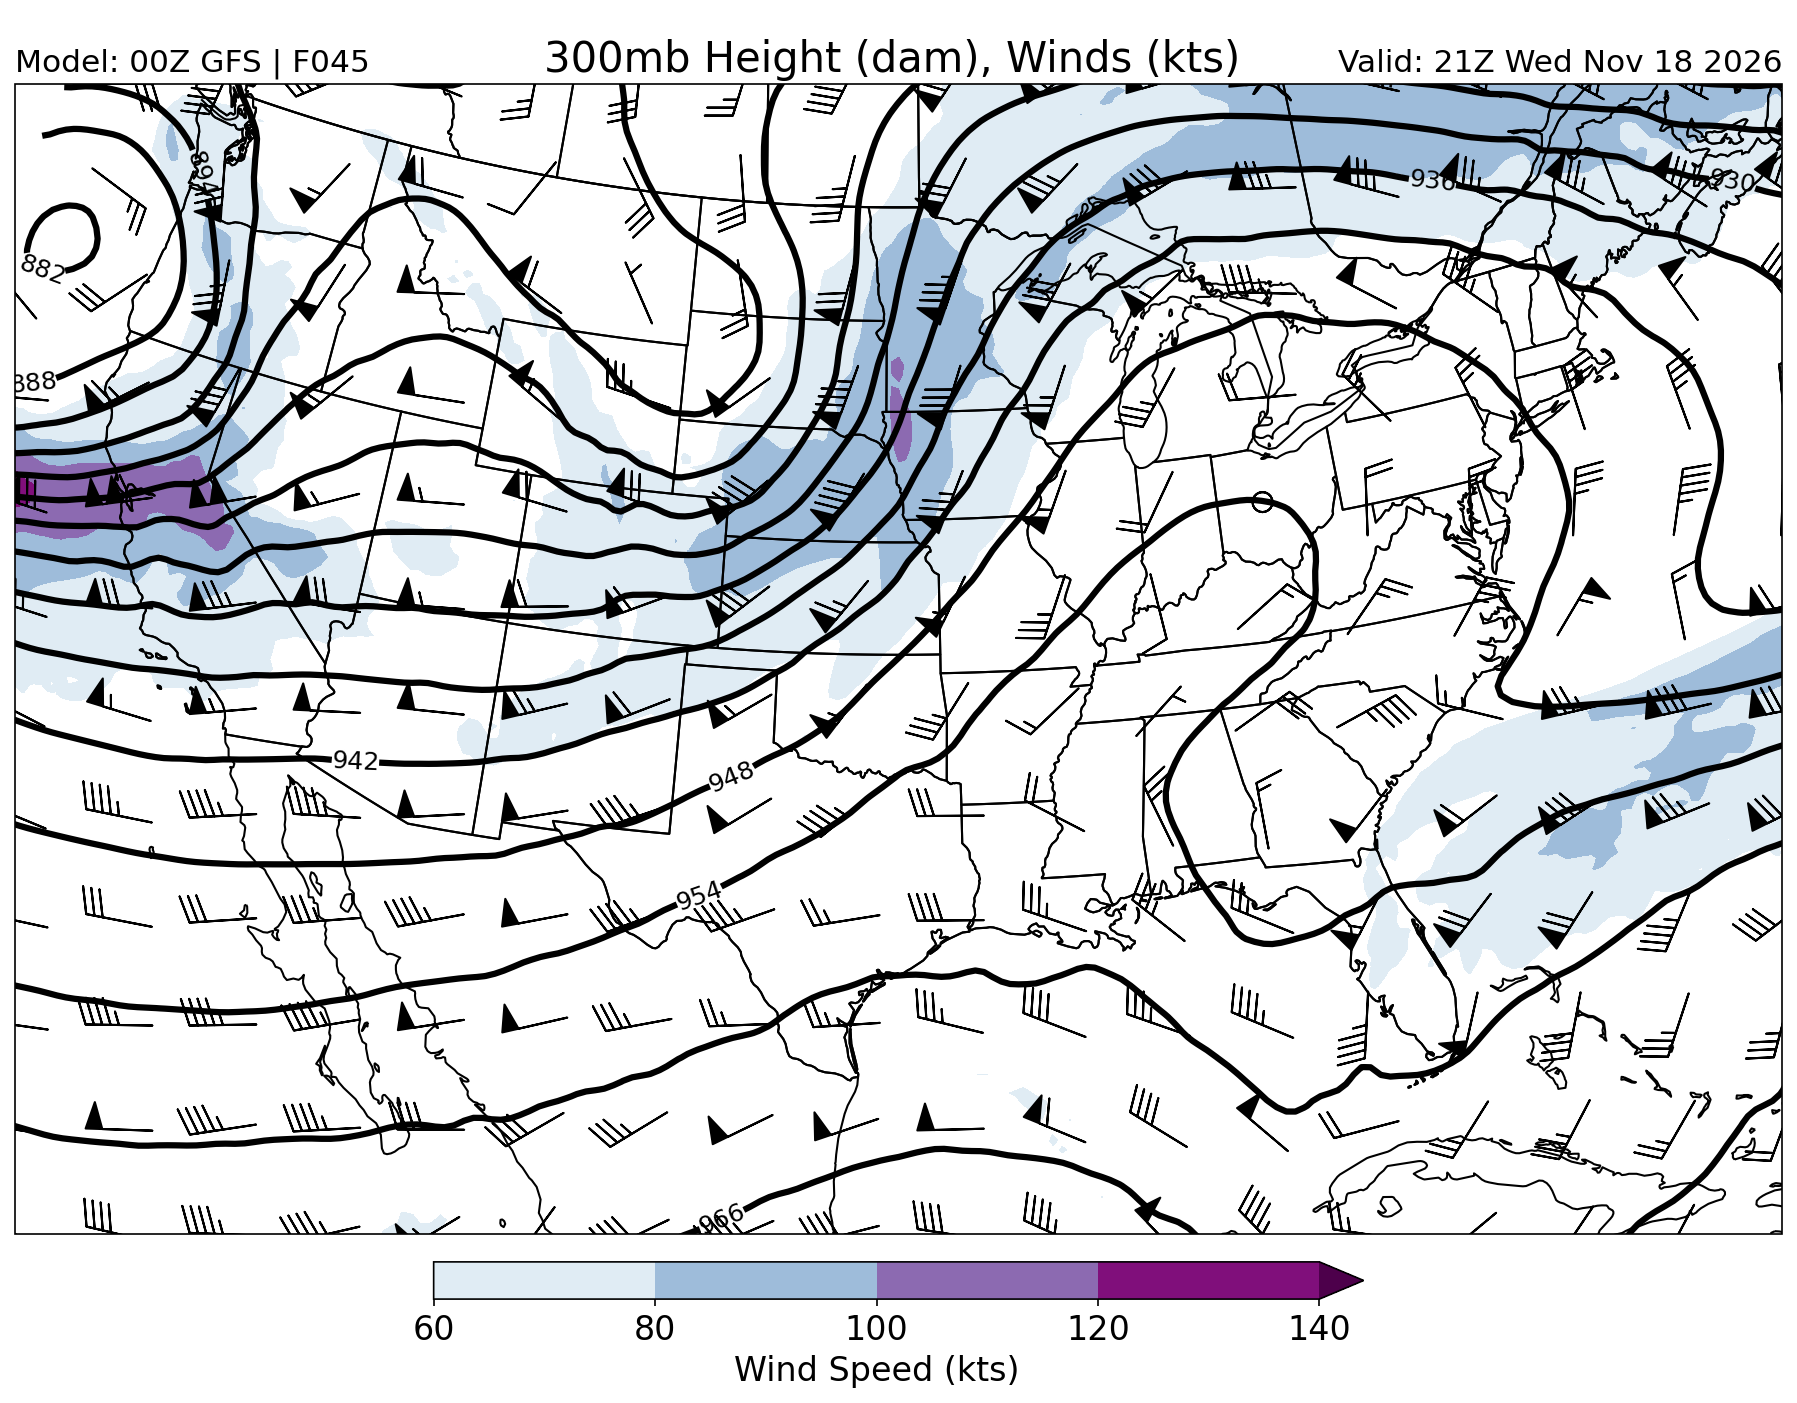 Model: 00Z GFS | F045
300mb Height (dam), Winds (kts)
Valid: 21Z Wed Nov 18 2026
894
936
930
882
888
942
948
954
966
60 80 100 120 140
Wind Speed (kts)